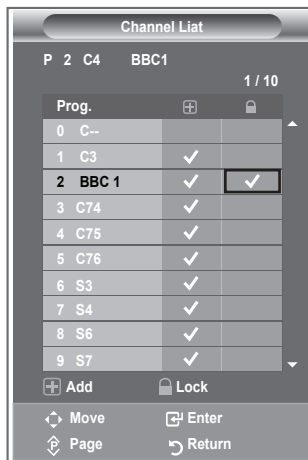 Channel Liat
P 2 C4 BBC1
1 / 10
Prog.
0 C--
1 C3
2 BBC 1
3 C74
4 C75
5 C76
6 S3
7 S4
8 S6
9 S7
Add Lock
Move Enter
P Page Return